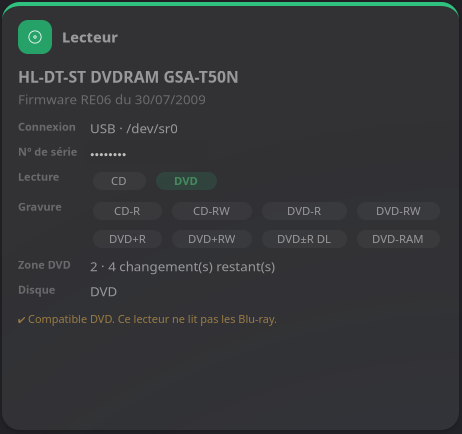 Lecteur
HL-DT-ST DVDRAM GSA-T50N
Firmware RE06 du 30/07/2009
Connexion USB · /dev/sr0
N° de série ••••••••
Lecture CD DVD
Gravure CD-R CD-RW DVD-R DVD-RW
DVD+R DVD+RW DVD±R DL DVD-RAM
Zone DVD 2 · 4 changement(s) restant(s)
Disque DVD
✔ Compatible DVD. Ce lecteur ne lit pas les Blu-ray.